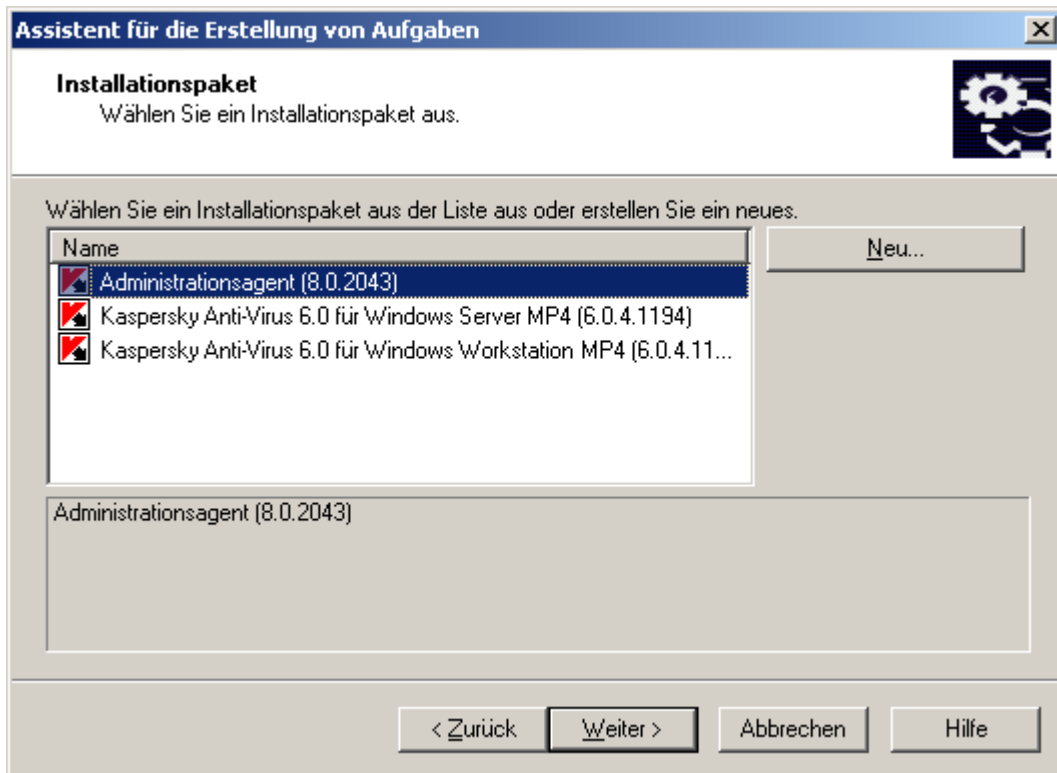 Assistent für die Erstellung von Aufgaben
Installationspaket
Wählen Sie ein Installationspaket aus.
Wählen Sie ein Installationspaket aus der Liste aus oder erstellen Sie ein neues.
Name
Neu...
Administrationsagent (8.0.2043)
Kaspersky Anti-Virus 6.0 für Windows Server MP4 (6.0.4.1194)
Kaspersky Anti-Virus 6.0 für Windows Workstation MP4 (6.0.4.11...
Administrationsagent (8.0.2043)
< Zurück
Weiter >
Abbrechen
Hilfe